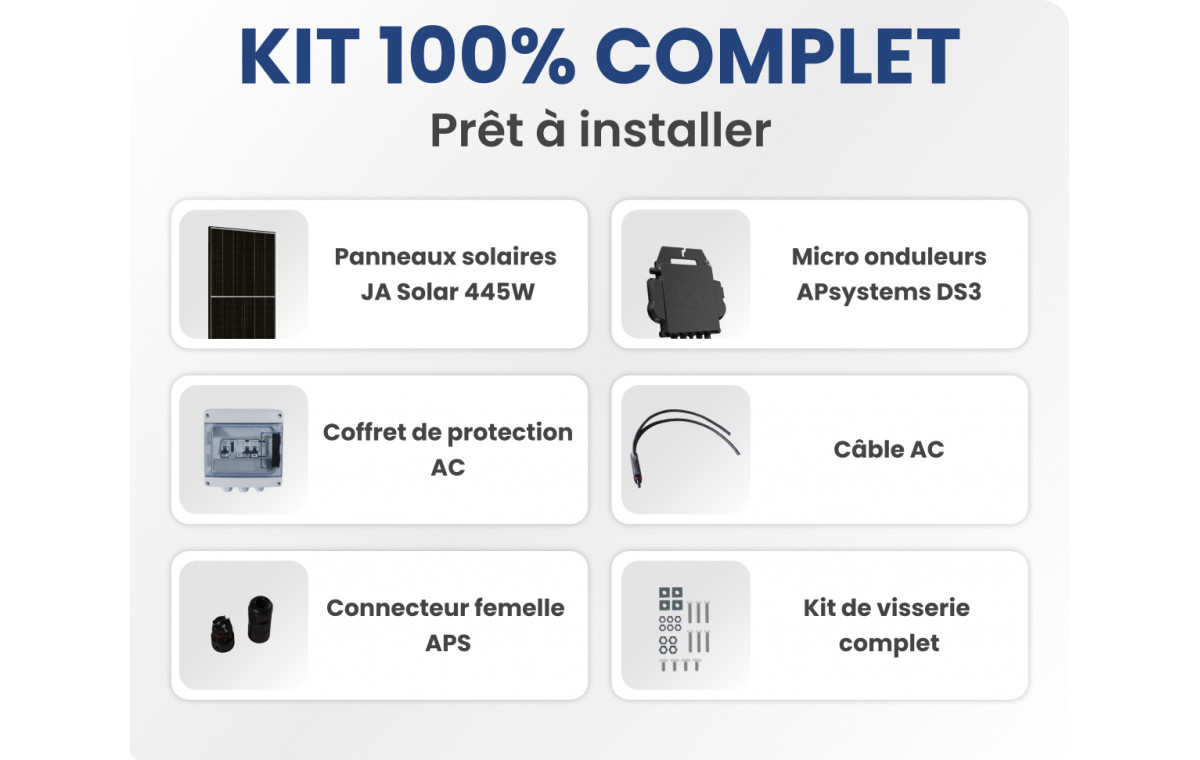 KIT 100% COMPLET
Prêt à installer
Panneaux solaires
JA Solar 445W
Micro onduleurs
APsystems DS3
Coffret de protection
AC
Câble AC
Connecteur femelle
APS
Kit de visserie
complet